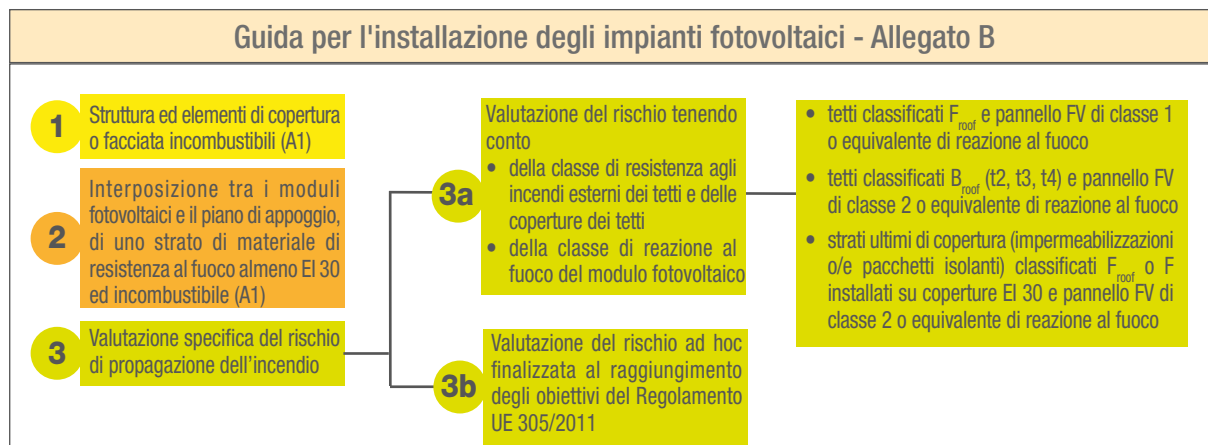 Guida per l'installazione degli impianti fotovoltaici - Allegato B
1
Struttura ed elementi di copertura
o facciata incombustibili (A1)
2
Interposizione tra i moduli
fotovoltaici e il piano di appoggio,
di uno strato di materiale di
resistenza al fuoco almeno EI 30
ed incombustibile (A1)
3
Valutazione specifica del rischio
di propagazione dell'incendio
3a
Valutazione del rischio tenendo
conto
• della classe di resistenza agli
incendi esterni dei tetti e delle
coperture dei tetti
• della classe di reazione al
fuoco del modulo fotovoltaico
3b
Valutazione del rischio ad hoc
finalizzata al raggiungimento
degli obiettivi del Regolamento
UE 305/2011
• tetti classificati Froof e pannello FV di classe 1
o equivalente di reazione al fuoco
• tetti classificati Broof (t2, t3, t4) e pannello FV
di classe 2 o equivalente di reazione al fuoco
• strati ultimi di copertura (impermeabilizzazioni
o/e pacchetti isolanti) classificati Froof o F
installati su coperture EI 30 e pannello FV di
classe 2 o equivalente di reazione al fuoco